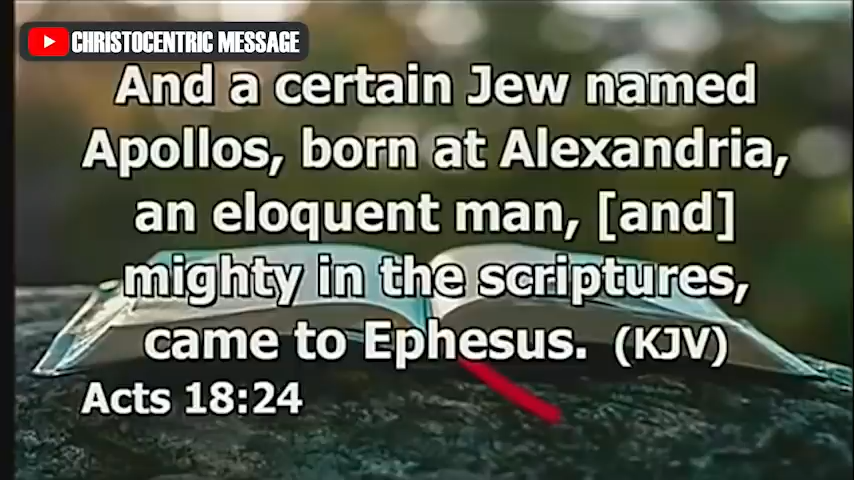 CHRISTOCENTRIC MESSAGE
And a certain Jew named
Apollos, born at Alexandria,
an eloquent man, [and]
mighty in the scriptures,
came to Ephesus. (KJV)
Acts 18:24